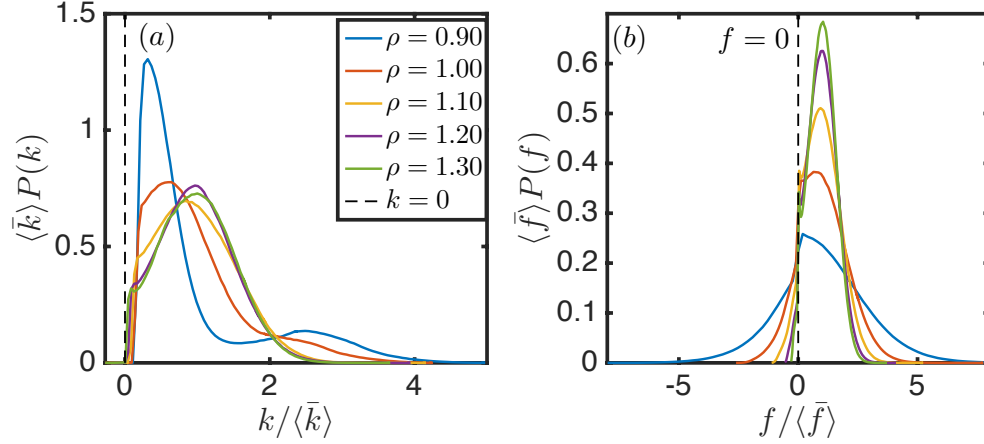 (a)
ρ = 0.90
ρ = 1.00
ρ = 1.10
ρ = 1.20
ρ = 1.30
k = 0
1.5
1
0.5
0
⟨k̄⟩P(k)
0 2 4
k/⟨k̄⟩
(b)
f = 0
0.6
0.5
0.4
0.3
0.2
0.1
0
⟨f̄⟩P(f)
-5 0 5
f/⟨f̄⟩